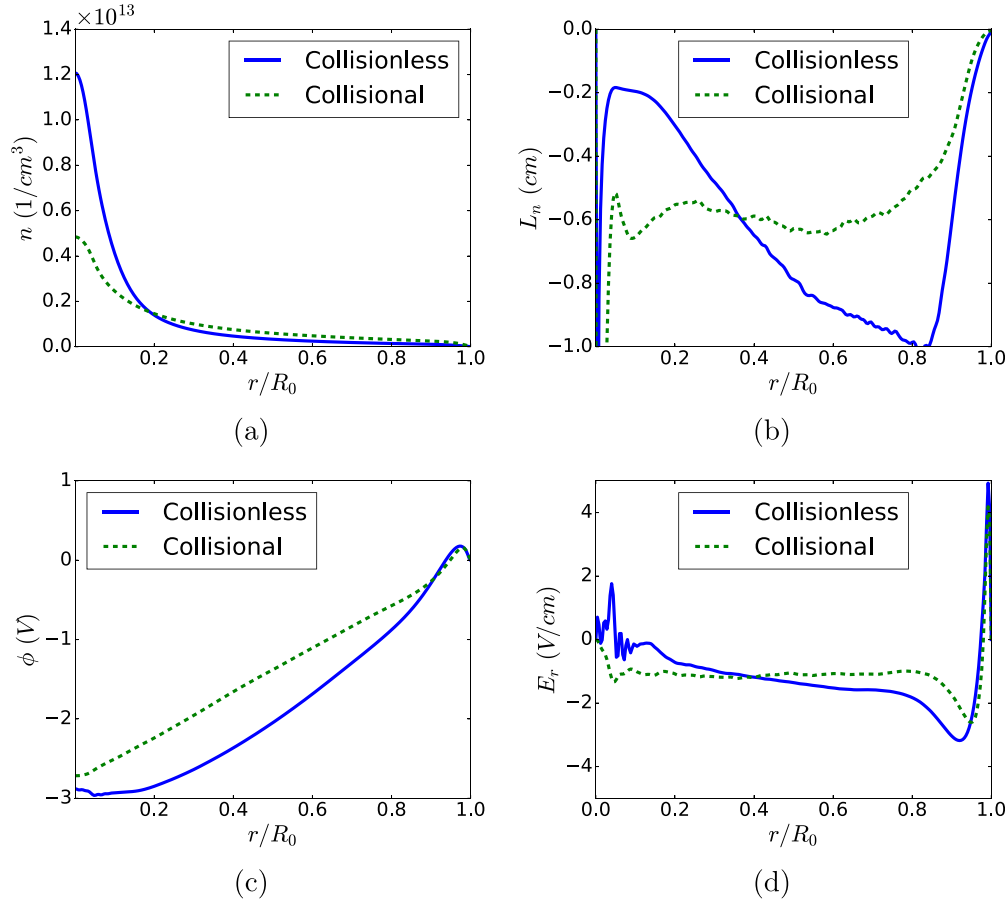 ×10¹³
1.4
1.2
1.0
0.8
0.6
0.4
0.2
0.0
n (1/cm³)
Collisionless
Collisional
0.2 0.4 0.6 0.8 1.0
r/R₀
(a)
0.0
−0.2
−0.4
−0.6
−0.8
−1.0
Lₙ (cm)
Collisionless
Collisional
0.0 0.2 0.4 0.6 0.8 1.0
r/R₀
(b)
1
0
−1
−2
−3
ϕ (V)
Collisionless
Collisional
0.2 0.4 0.6 0.8 1.0
r/R₀
(c)
4
2
0
−2
−4
Eᵣ (V/cm)
Collisionless
Collisional
0.0 0.2 0.4 0.6 0.8 1.0
r/R₀
(d)